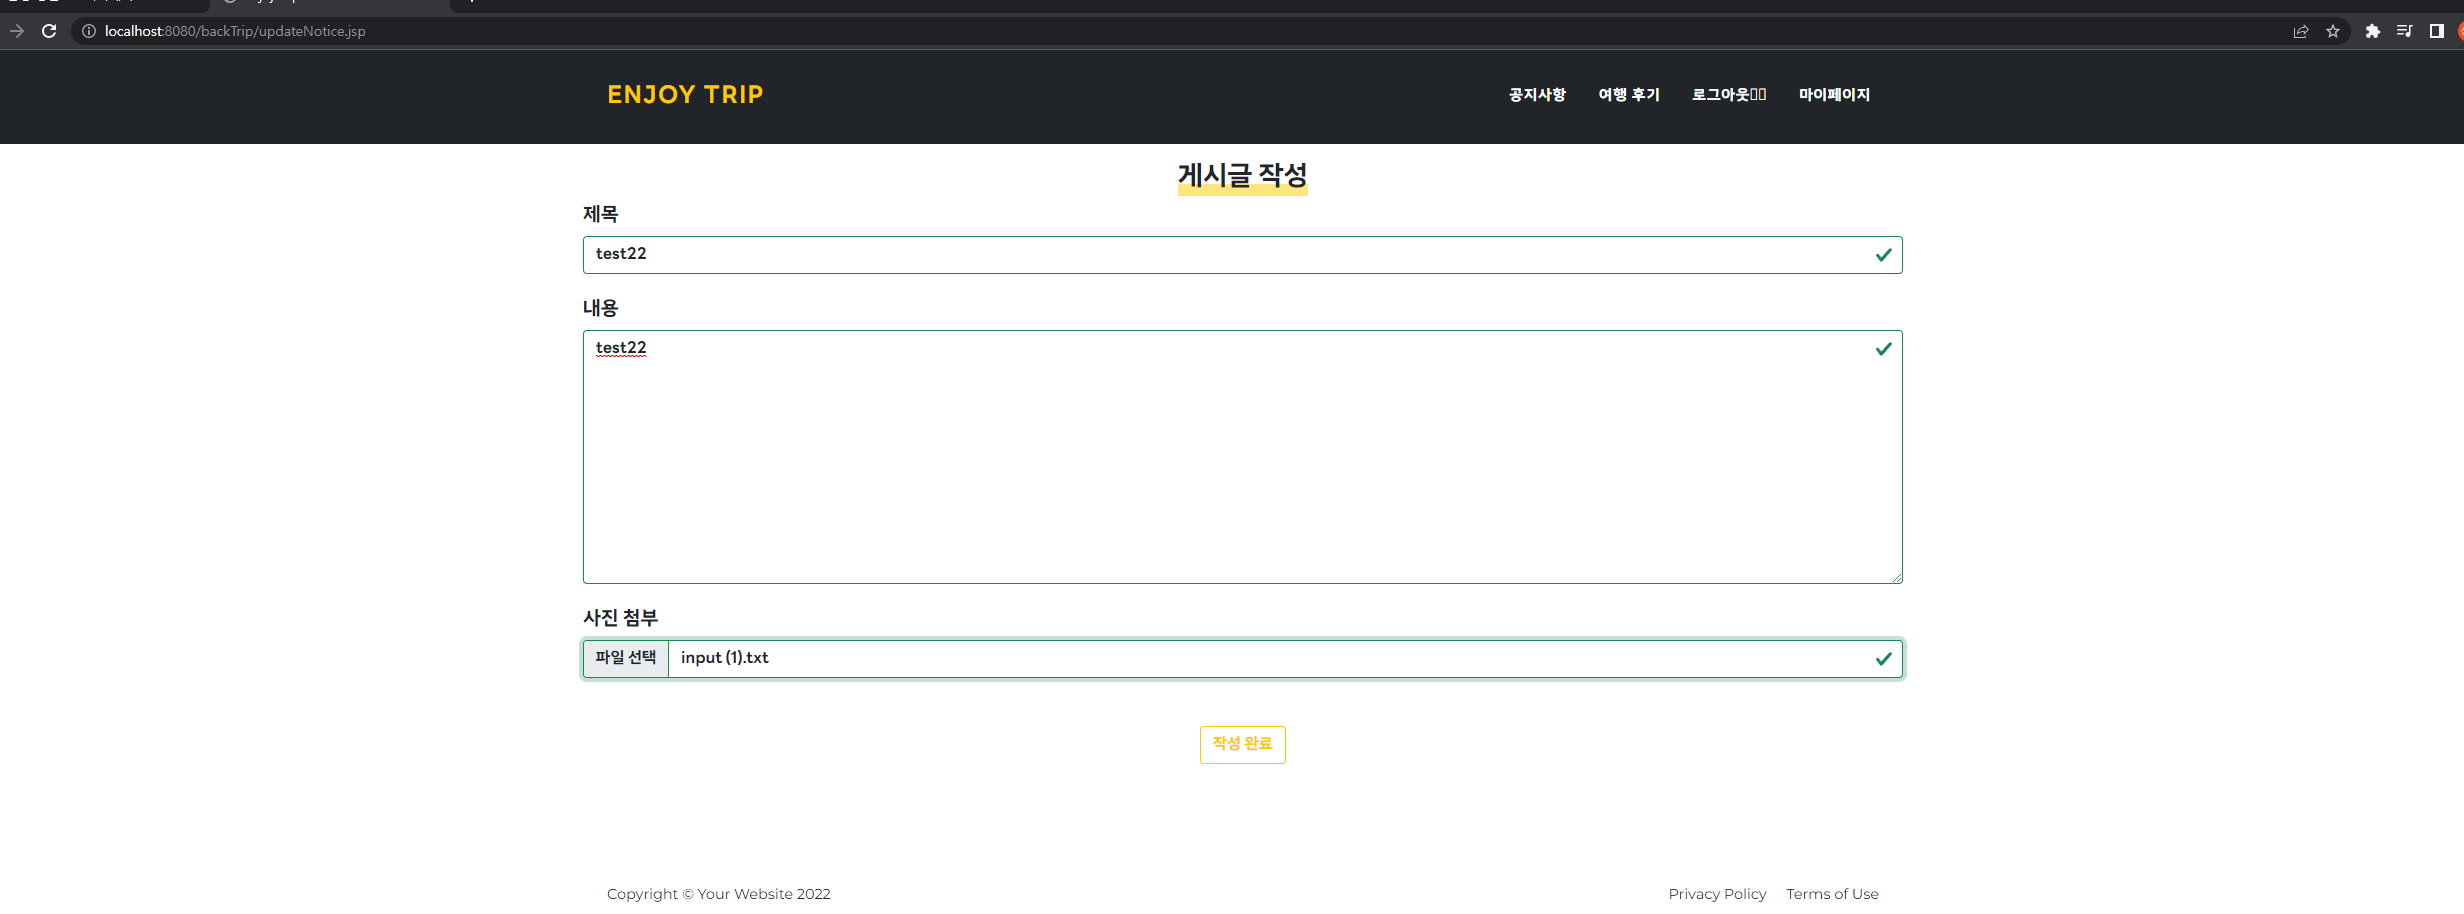 localhost:8080/backTrip/updateNotice.jsp
ENJOY TRIP
공지사항 여행 후기 로그아웃 마이페이지
게시글 작성
제목
test22
내용
test22
사진 첨부
파일 선택 input (1).txt
작성 완료
Copyright © Your Website 2022
Privacy Policy Terms of Use